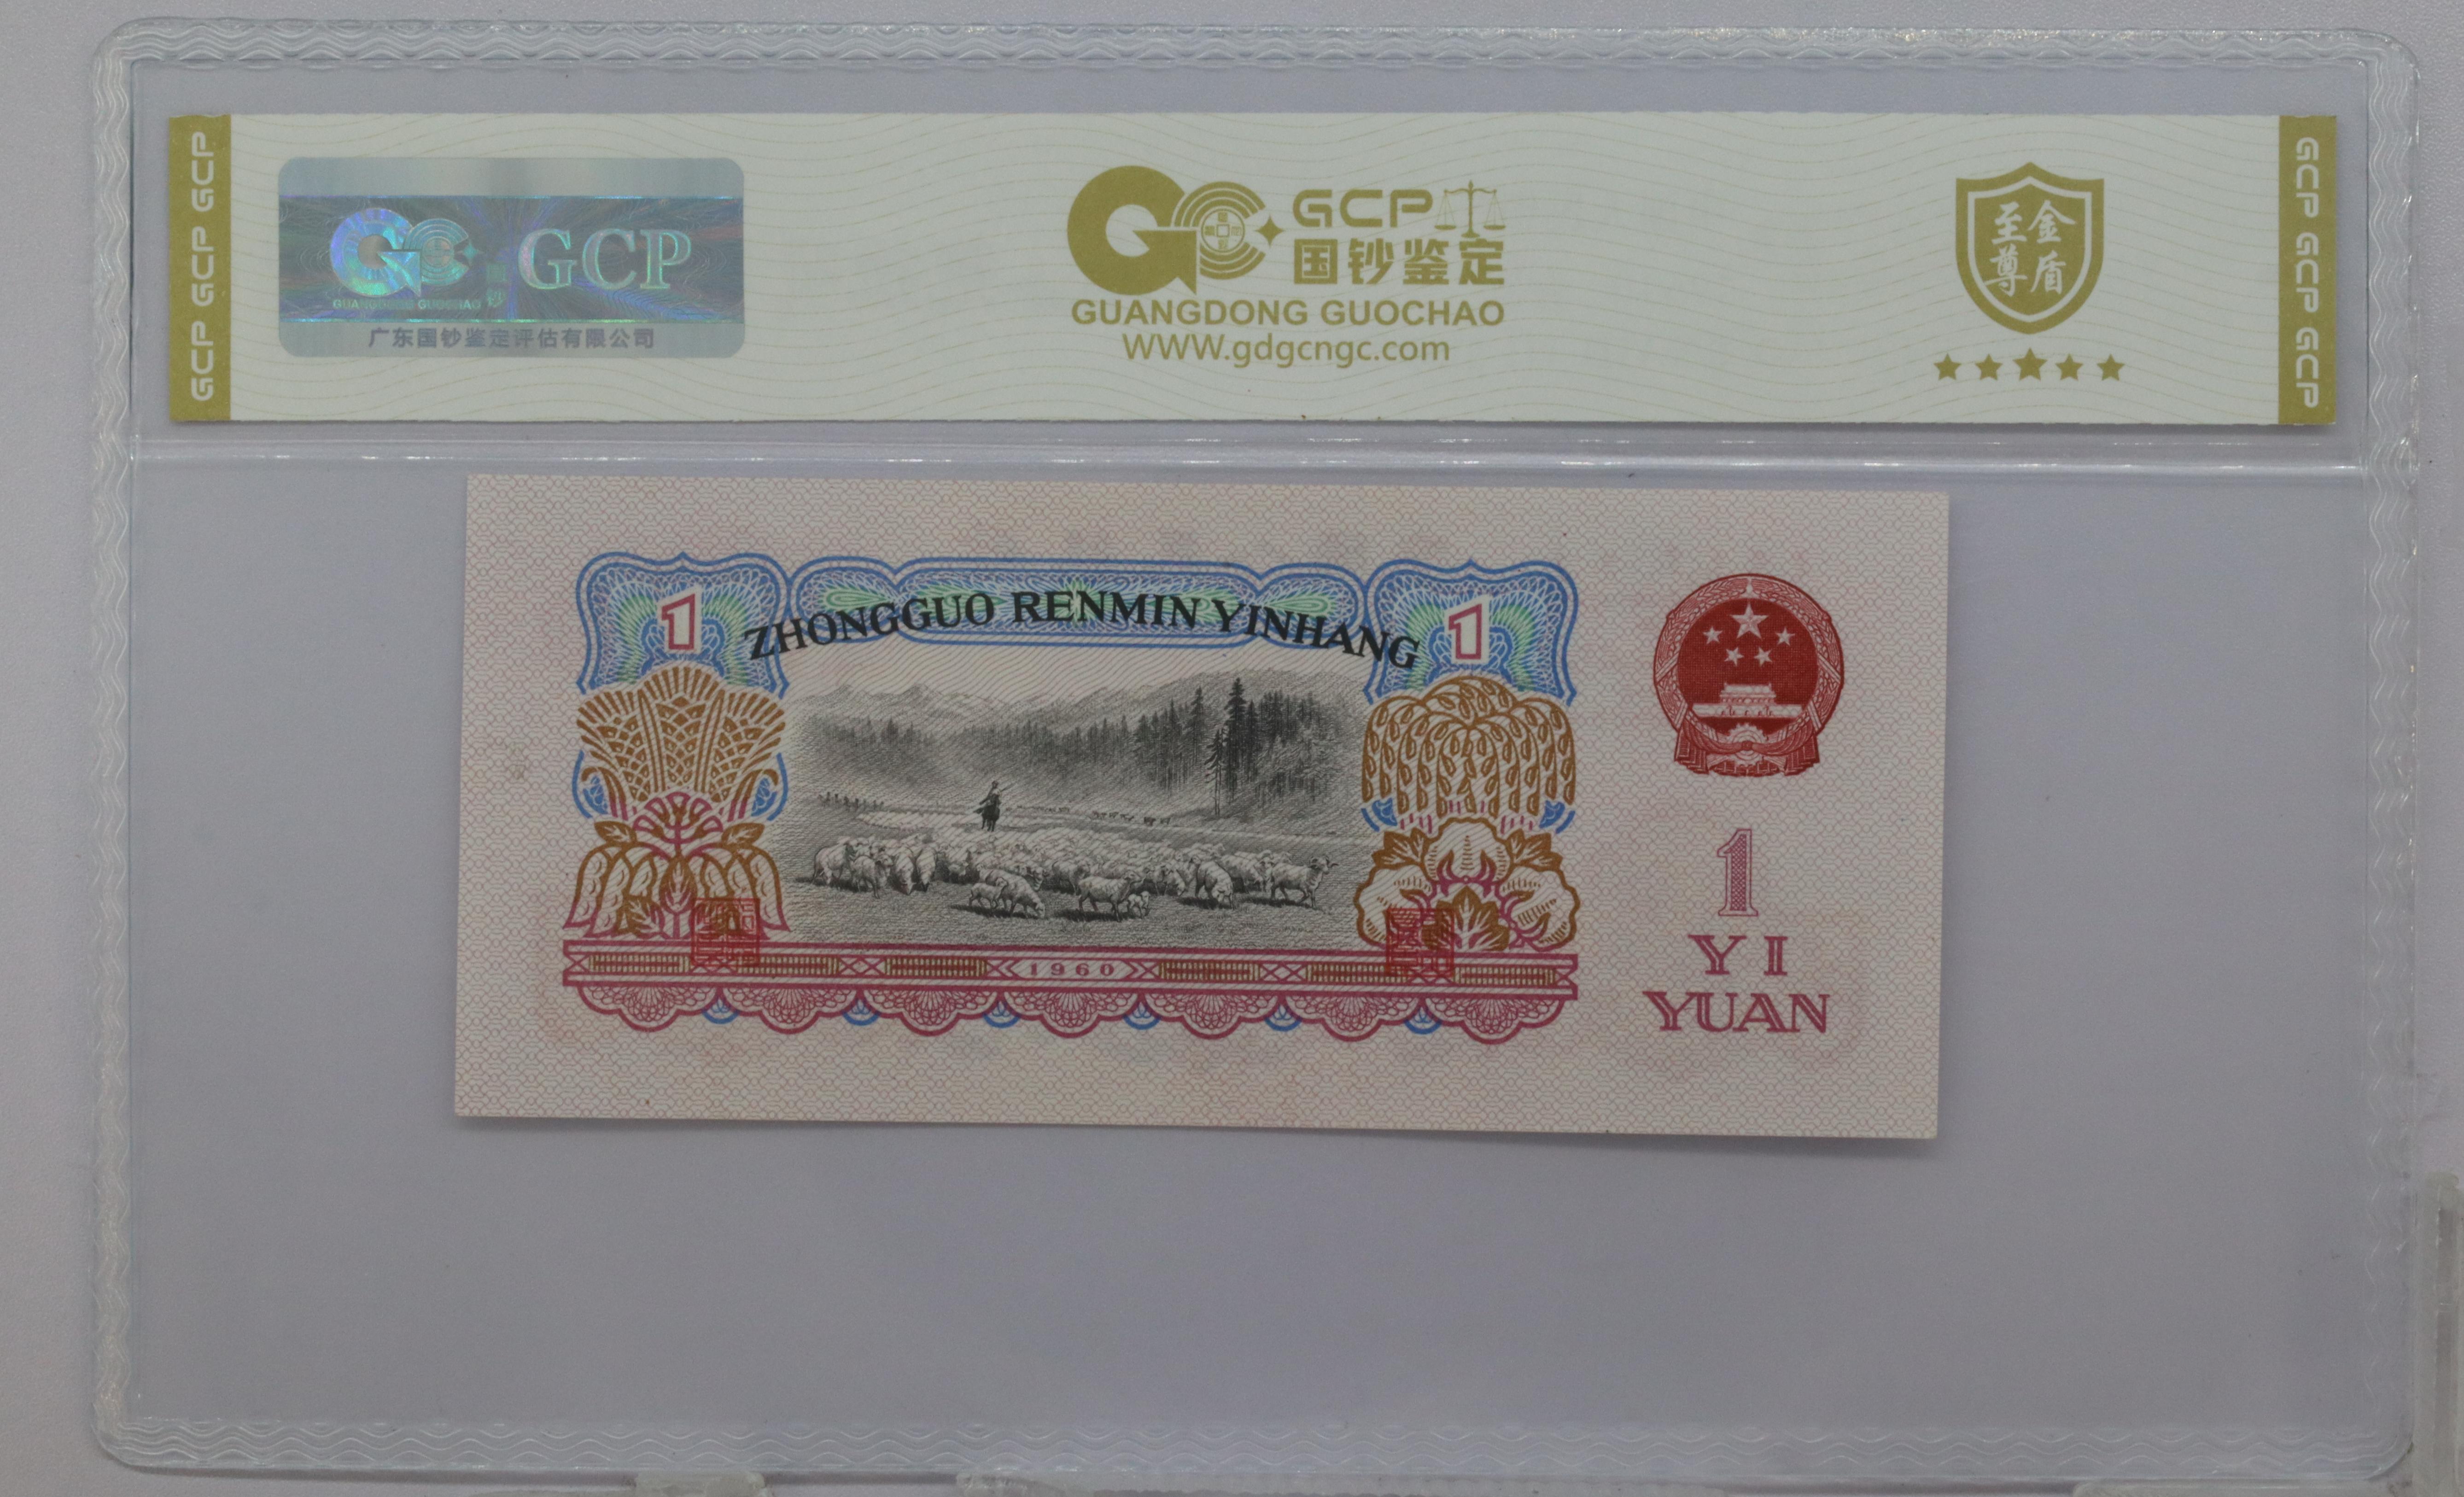 GCP GCP GCP
GCP
GUANGDONG GUOCHAO
广东国钞鉴定评估有限公司
GCP
国钞鉴定
GUANGDONG GUOCHAO
WWW.gdgcngc.com
金盾
至尊
GCP GCP GCP
ZHONGGUO RENMIN YINHANG
1
1
1960
1
YI
YUAN